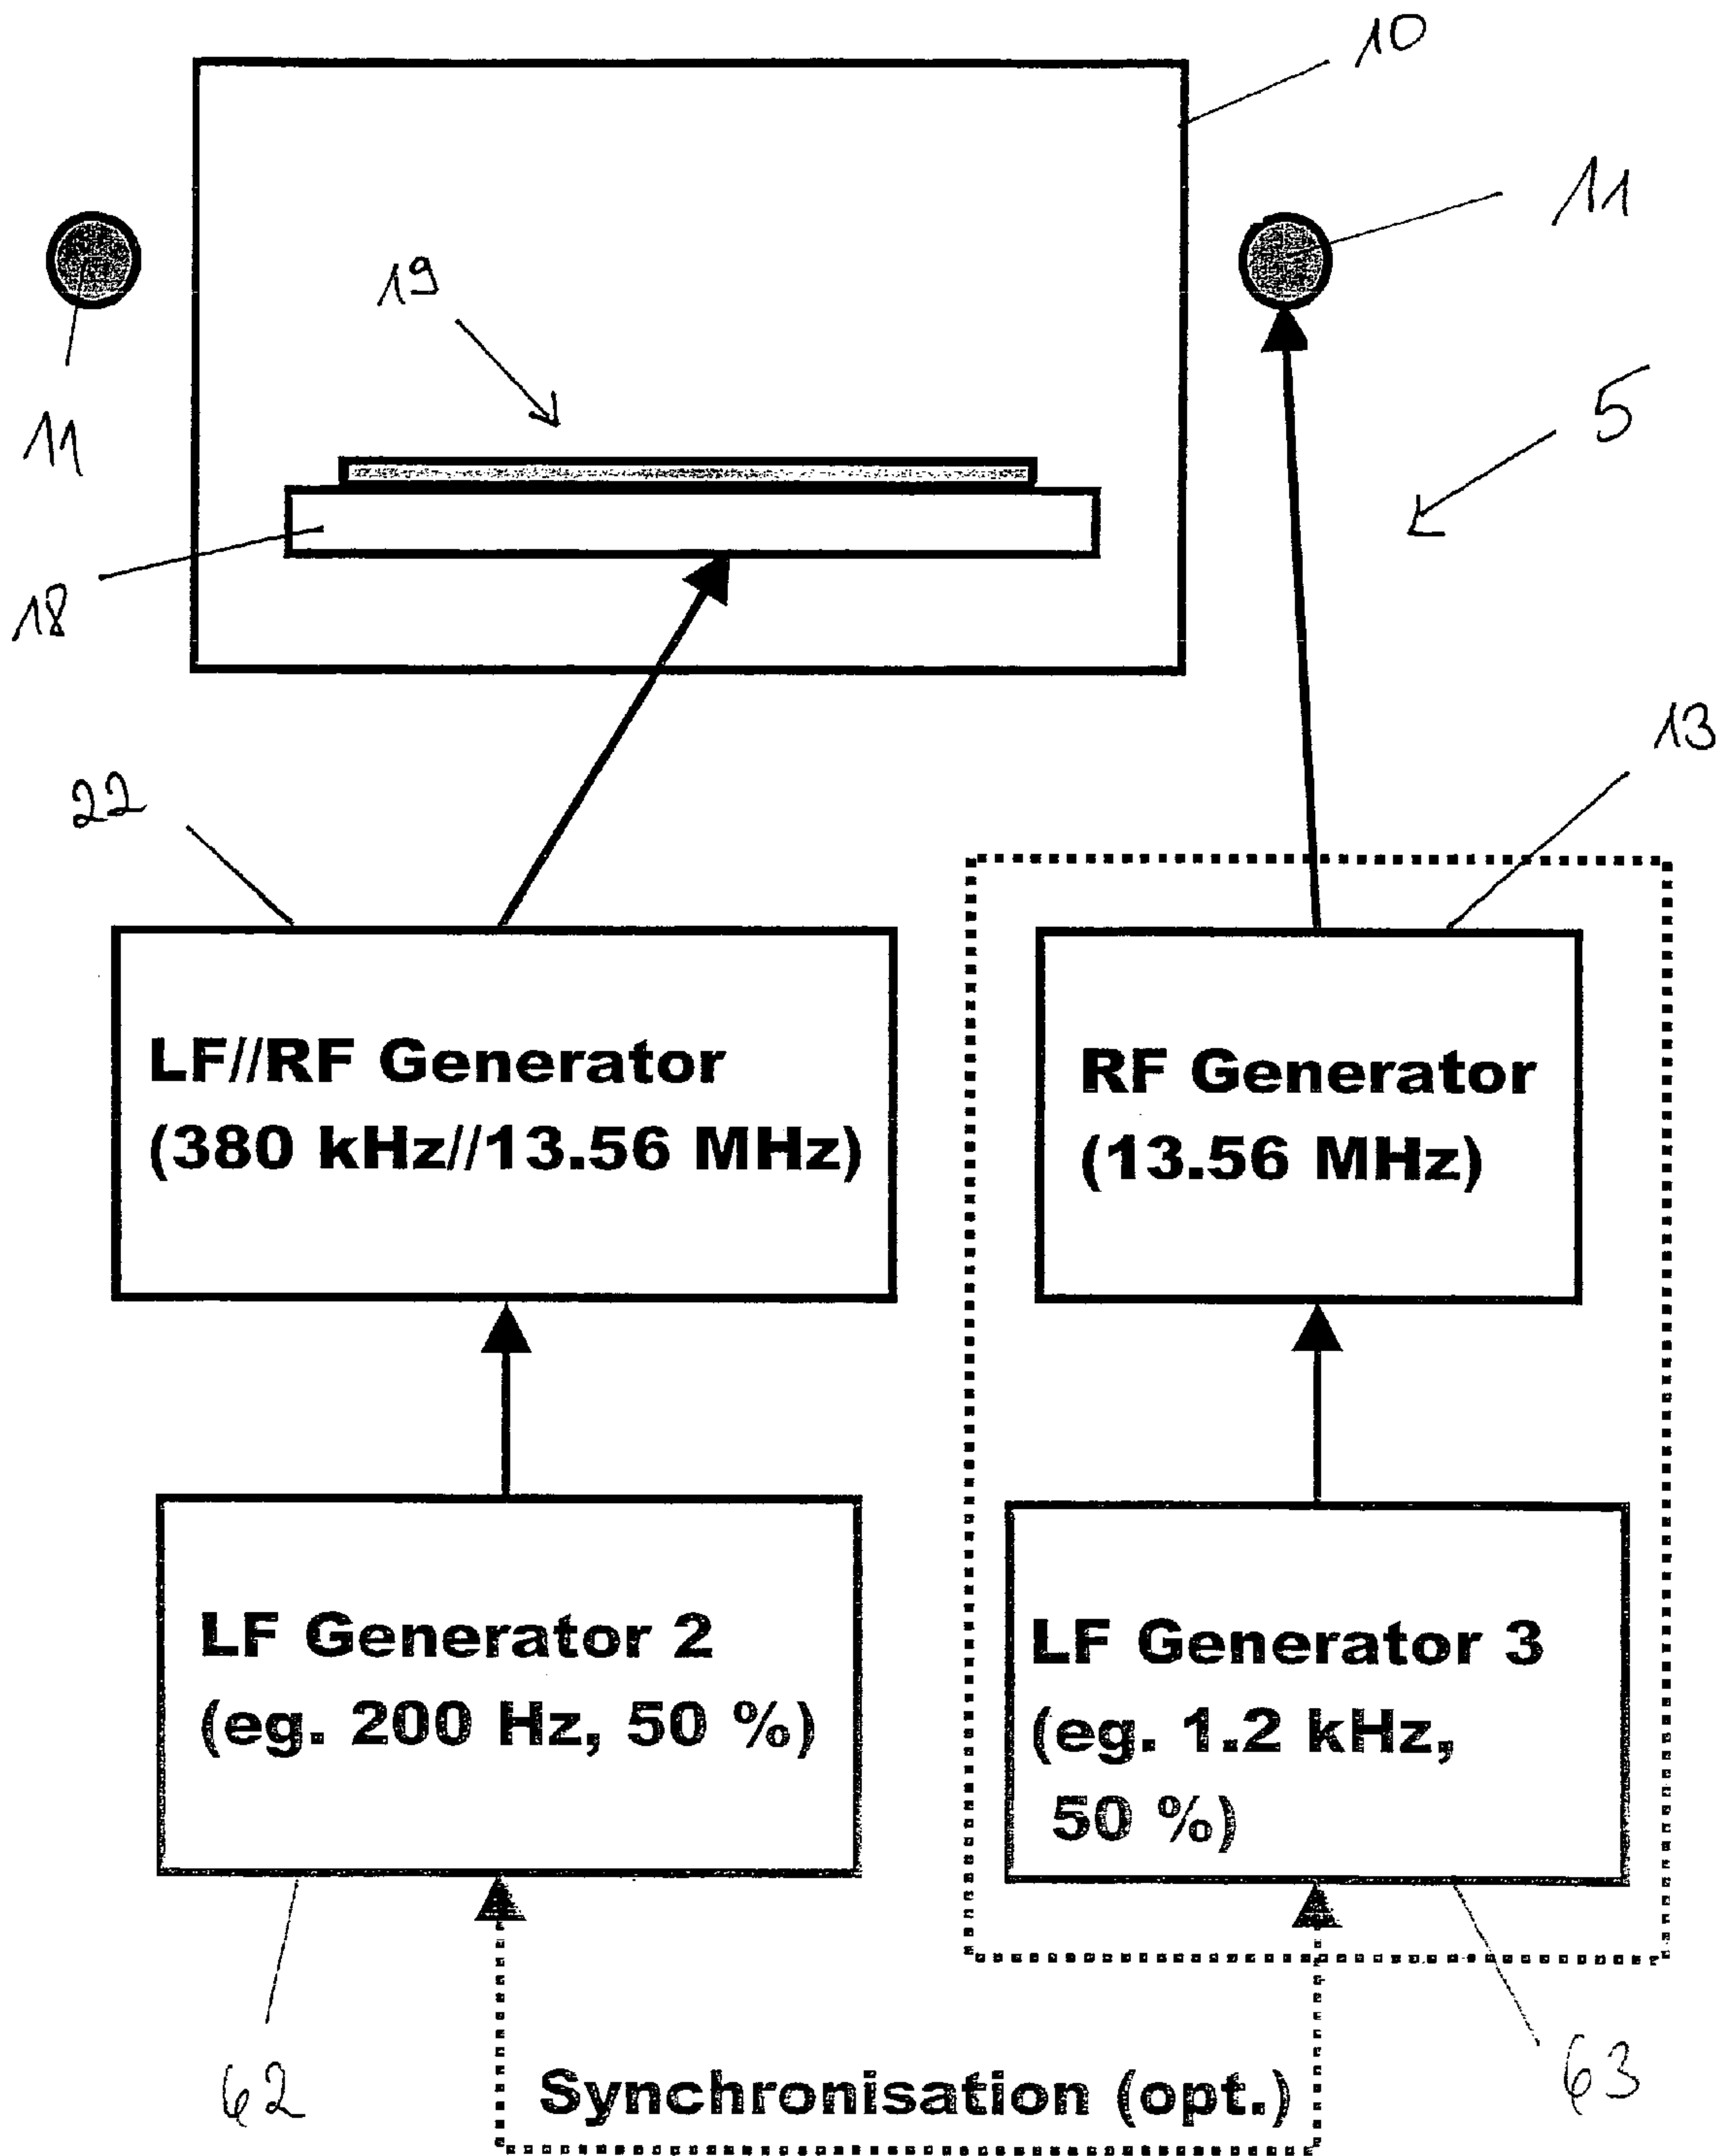 10
11
19
11
5
18
13
22
LF//RF Generator
(380 kHz//13.56 MHz)
RF Generator
(13.56 MHz)
LF Generator 2
(eg. 200 Hz, 50 %)
LF Generator 3
(eg. 1.2 kHz,
50 %)
62
Synchronisation (opt.)
63